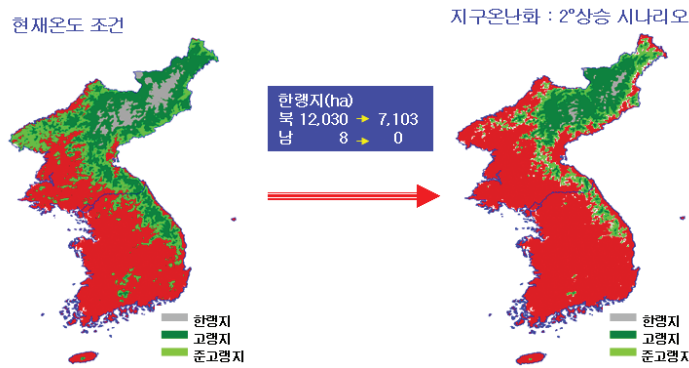 현재온도 조건
지구온난화 : 2°상승 시나리오
한랭지(ha)
북 12,030 → 7,103
남 8 → 0
한랭지
고랭지
준고랭지
한랭지
고랭지
준고랭지